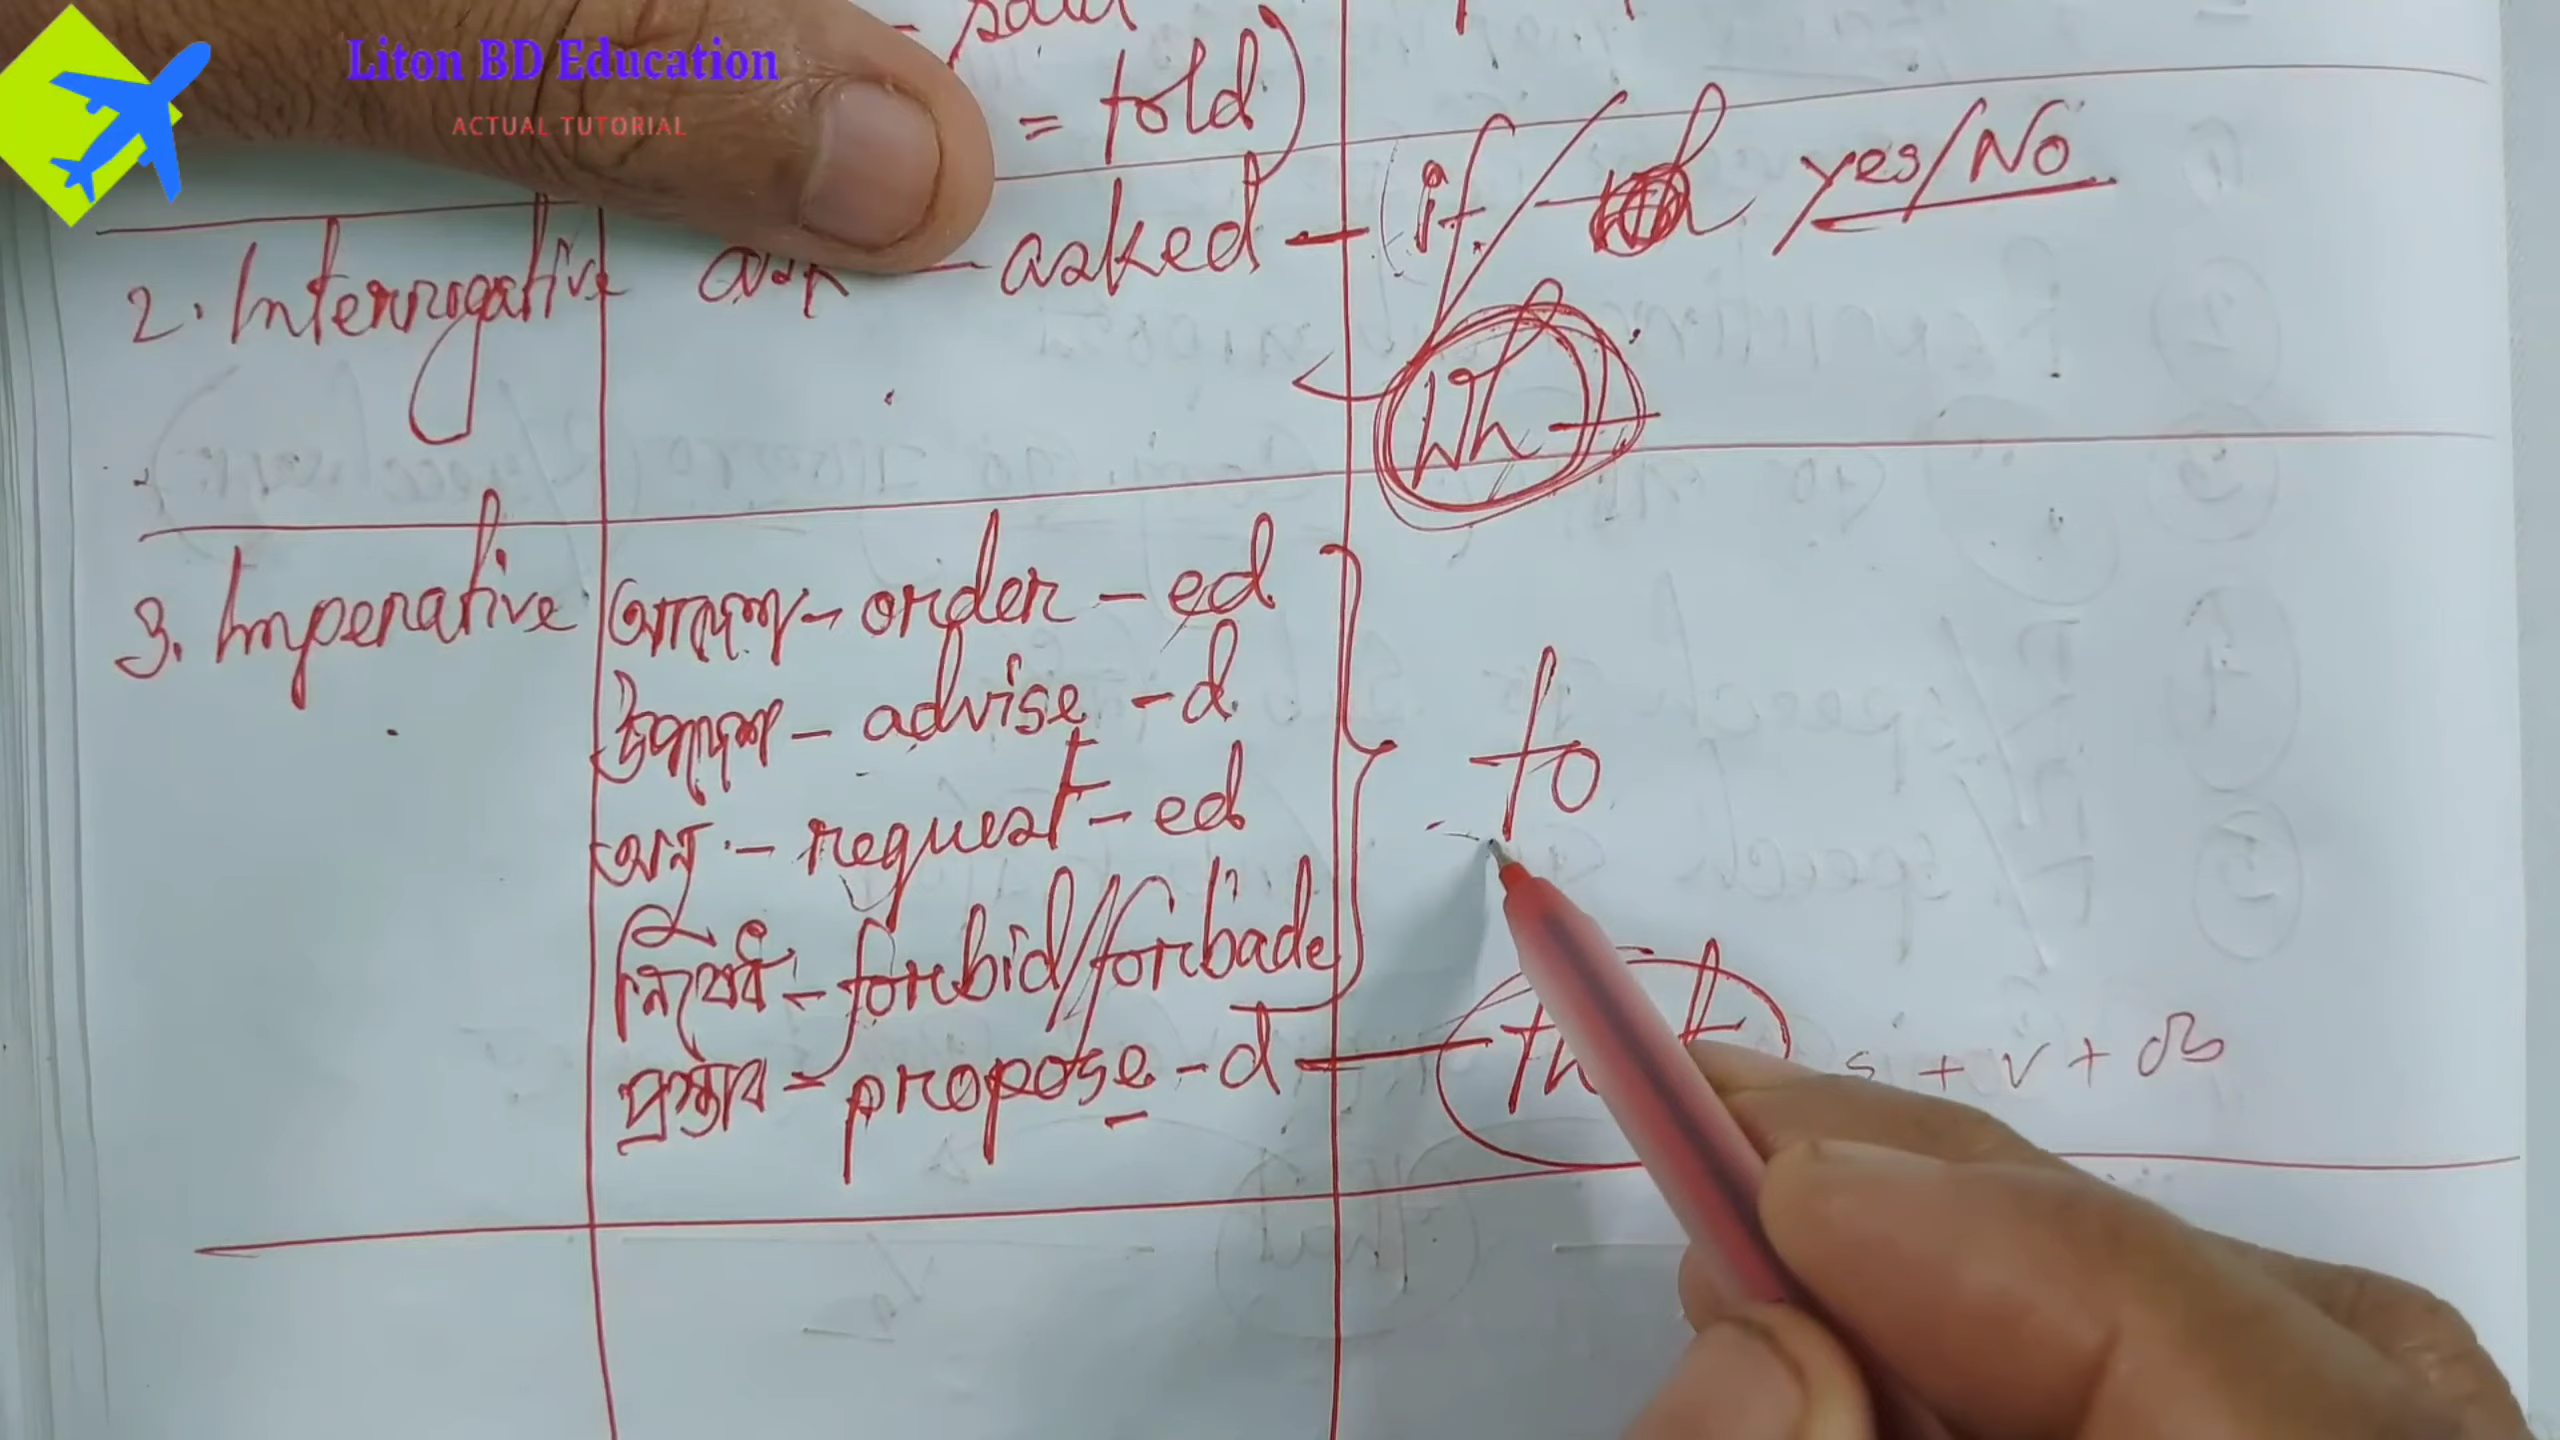 Liton BD Education
ACTUAL TUTORIAL
- said
= told)
2. Interrogative
- asked - if / yes/No
Wh -
3. Imperative
আদেশ - order - ed
উপদেশ - advise - d
অনু - request - ed
to
নিষেধ - forbid/forbade
প্রস্তাব - propose - d
s + v + ob